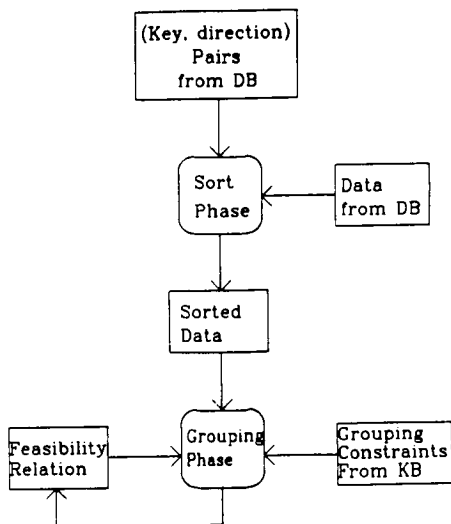 (Key, direction)
Pairs
from DB
Sort
Phase
Data
from DB
Sorted
Data
Feasibility
Relation
Grouping
Phase
Grouping
Constraints
From KB